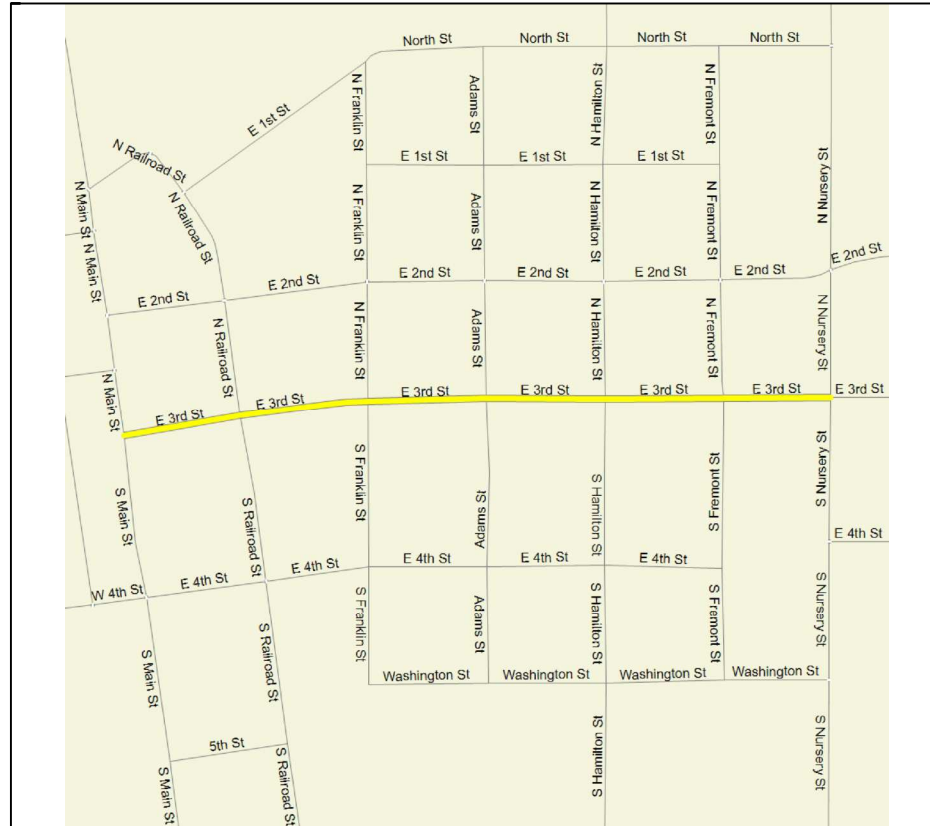 North St
North St
North St
North St
E 1st St
N Franklin St
Adams St
N Hamilton St
N Fremont St
N Railroad St
E 1st St
E 1st St
E 1st St
N Nursery St
N Main St
N Railroad St
N Franklin St
Adams St
N Hamilton St
N Fremont St
N Main St
E 2nd St
E 2nd St
E 2nd St
E 2nd St
E 2nd St
E 2nd St
E 2nd St
N Railroad St
N Franklin St
Adams St
N Hamilton St
N Fremont St
N Nursery St
N Main St
E 3rd St
E 3rd St
E 3rd St
E 3rd St
E 3rd St
E 3rd St
E 3rd St
S Main St
S Railroad St
S Franklin St
Adams St
S Hamilton St
S Fremont St
S Nursery St
E 4th St
W 4th St
E 4th St
E 4th St
E 4th St
E 4th St
E 4th St
S Franklin St
Adams St
S Hamilton St
S Fremont St
S Nursery St
S Main St
S Railroad St
Washington St
Washington St
Washington St
Washington St
5th St
S Main St
S Railroad St
S Hamilton St
S Nursery St